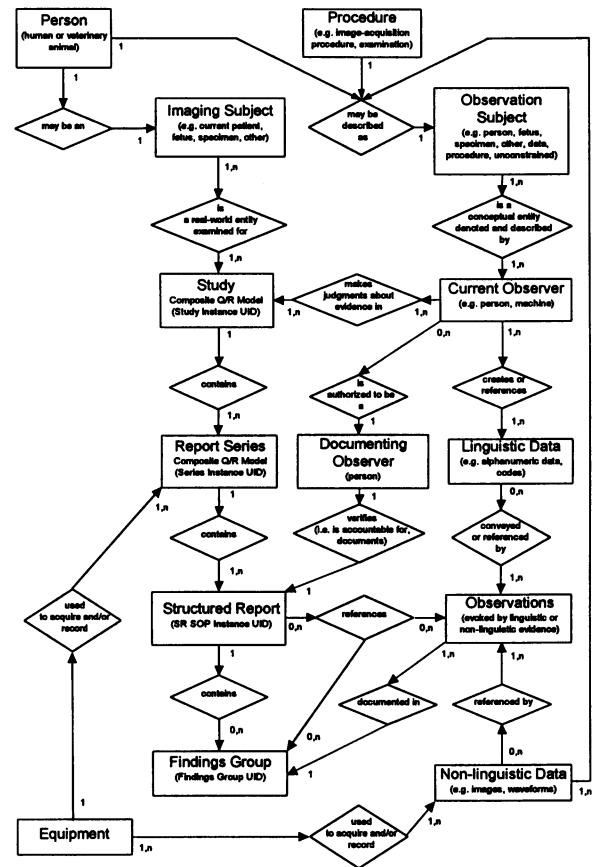 Person
(human or veterinary
animal)
1
1
Procedure
(e.g. image-acquisition
procedure, examination)
1
may be an
1
Imaging Subject
(e.g. current patient,
fetus, specimen, other)
may be
described
as
1
Observation
Subject
(e.g. person, fetus,
specimen, other, data,
procedure, unconstrained)
1,n
1,n
is
a real-world entity
examined for
is a
conceptual entity
denoted and described
by
1,n
1,n
Study
Composite Q/R Model
(Study Instance UID)
1,n
makes
judgments about
evidence in
1,n
Current Observer
(e.g. person, machine)
1
0,n
1,n
contains
is
authorized to be
a
creates or
references
1,n
1
1,n
Report Series
Composite Q/R Model
(Series Instance UID)
Documenting
Observer
(person)
Linguistic Data
(e.g. alphanumeric data,
codes)
1,n
1
1
0,n
contains
verifies
(i.e. is accountable for,
documents)
conveyed
or referenced
by
1,n
1
1,n
used
to acquire and/or
record
Structured Report
(SR SOP Instance UID)
0,n
references
0,n
Observations
(evoked by linguistic or
non-linguistic evidence)
1
1,n
1,n
contains
documented in
referenced by
0,n
0,n
1
0,n
Findings Group
(Findings Group UID)
Non-linguistic Data
(e.g. images, waveforms)
1,n
1
Equipment
1,n
used
to acquire and/or
record
1,n